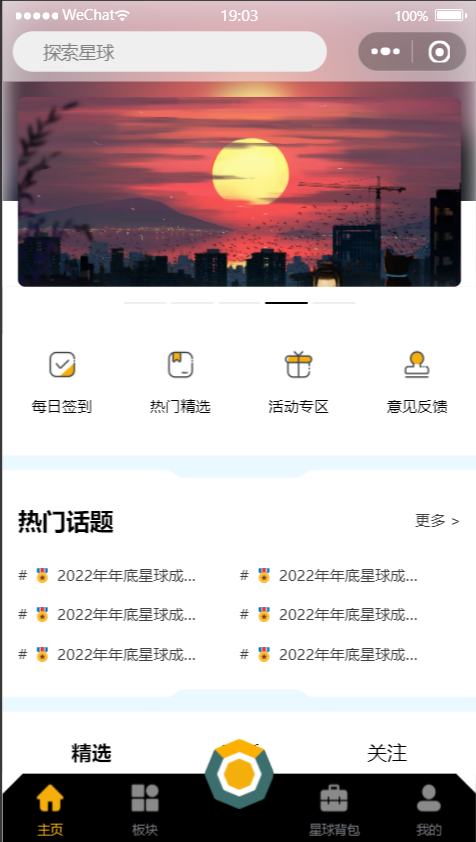 WeChat 19:03 100%
探索星球
每日签到 热门精选 活动专区 意见反馈
热门话题 更多 >
# 2022年年底星球成... # 2022年年底星球成...
# 2022年年底星球成... # 2022年年底星球成...
# 2022年年底星球成... # 2022年年底星球成...
精选 关注
主页 板块 星球背包 我的